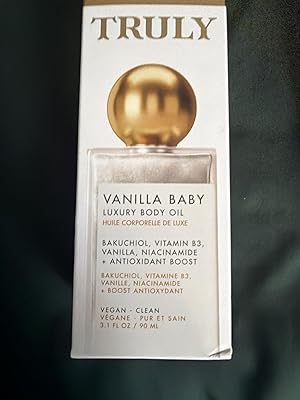 TRULY
VANILLA BABY
LUXURY BODY OIL
HUILE CORPORELLE DE LUXE
BAKUCHIOL, VITAMIN B3,
VANILLA, NIACINAMIDE
+ ANTIOXIDANT BOOST
BAKUCHIOL, VITAMINE B3,
VANILLE, NIACINAMIDE
+ BOOST ANTIOXYDANT
VEGAN - CLEAN
VÉGANE - PUR ET SAIN
3.1 FL OZ / 90 ML